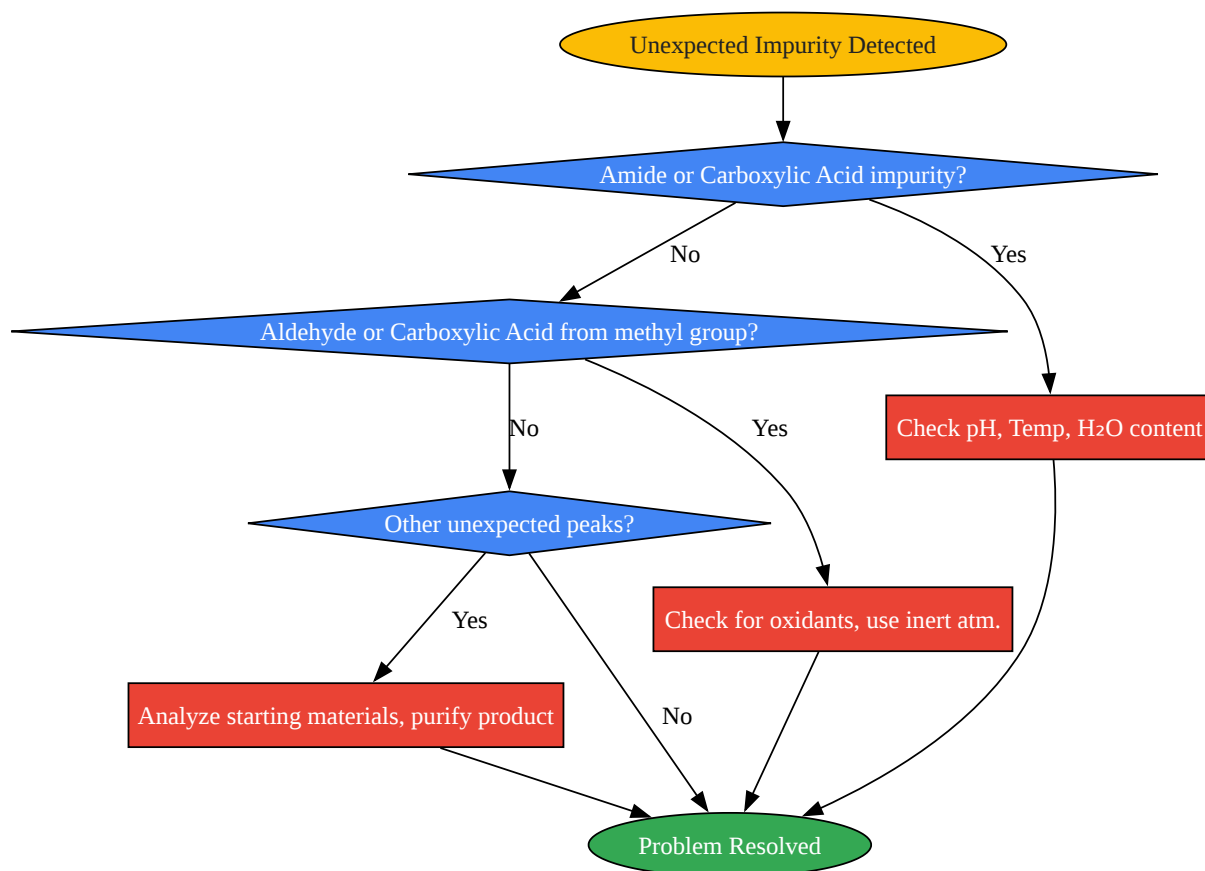 Unexpected Impurity Detected
Amide or Carboxylic Acid impurity?
No
Yes
Aldehyde or Carboxylic Acid from methyl group?
No
Yes
Check pH, Temp, H₂O content
Other unexpected peaks?
Yes
Check for oxidants, use inert atm.
Analyze starting materials, purify product
No
Problem Resolved